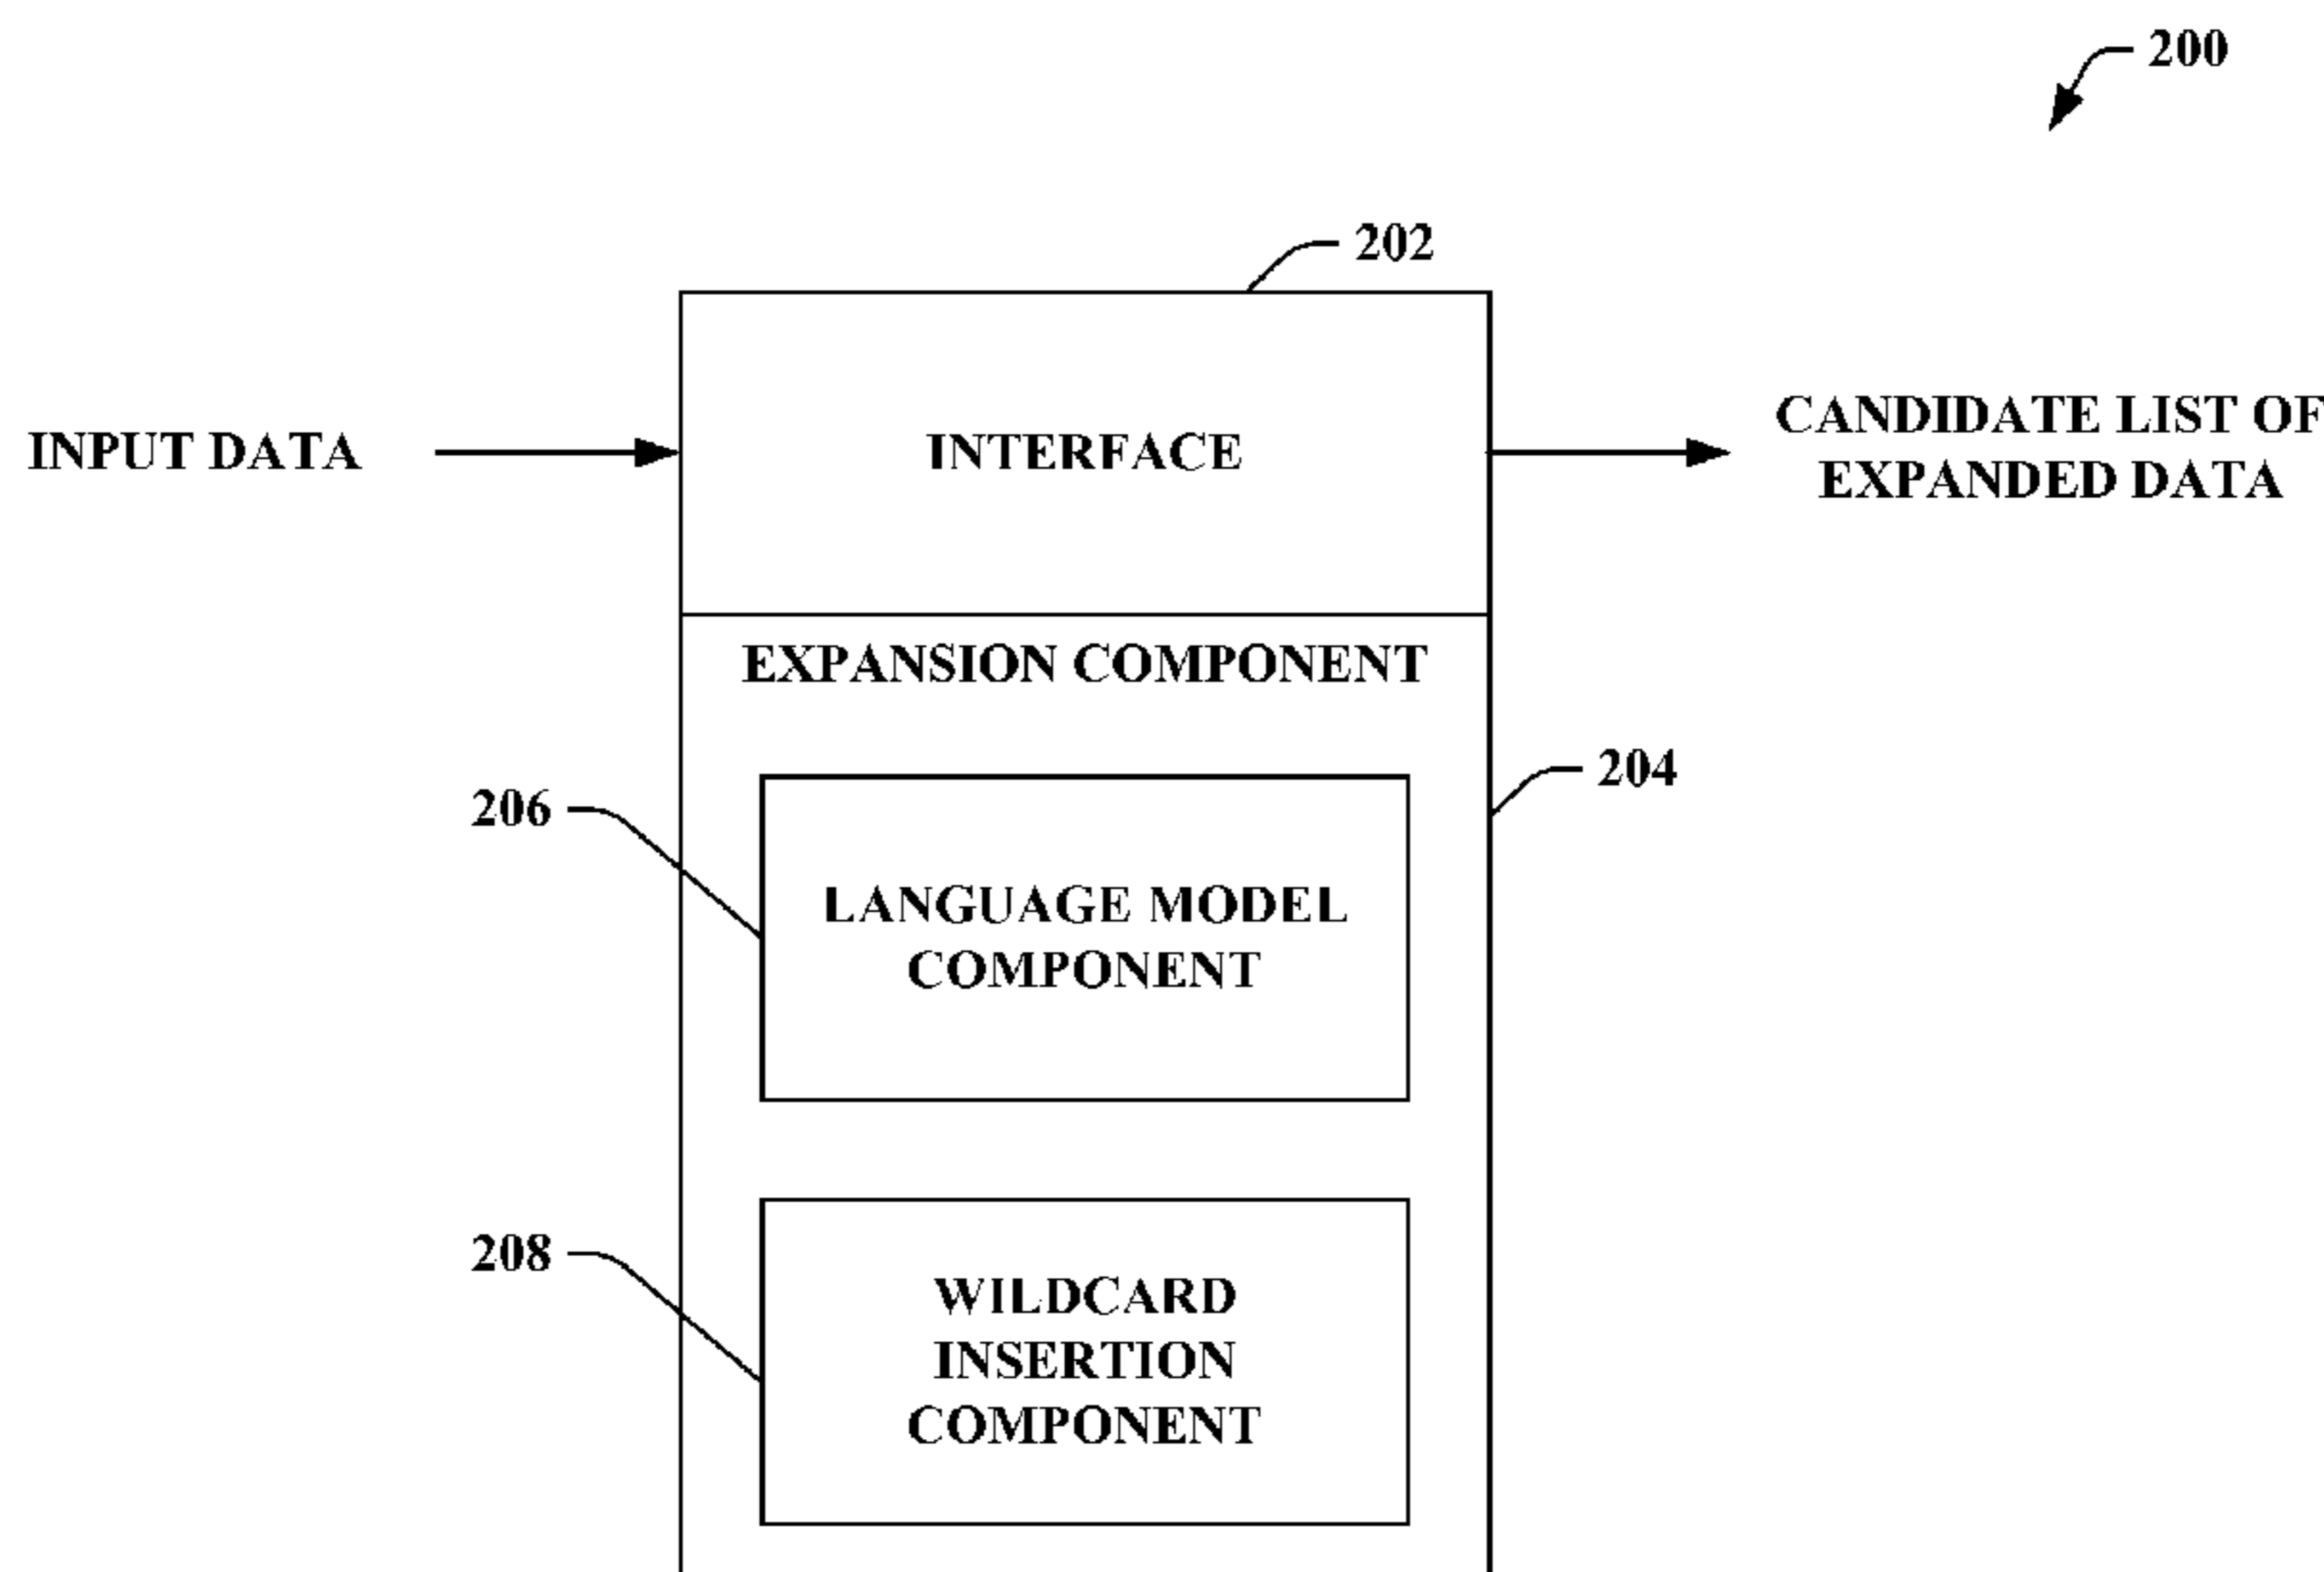 200
202
INPUT DATA
INTERFACE
CANDIDATE LIST OF
EXPANDED DATA
EXPANSION COMPONENT
204
206
LANGUAGE MODEL
COMPONENT
208
WILDCARD
INSERTION
COMPONENT